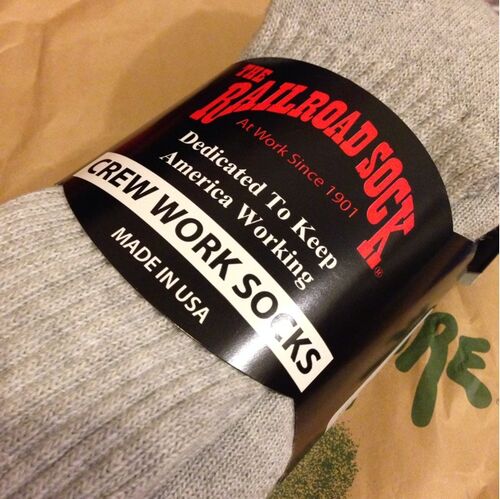 THE
RAILROAD SOCK®
At Work Since 1901
Dedicated To Keep
America Working
CREW WORK SOCKS
MADE IN USA